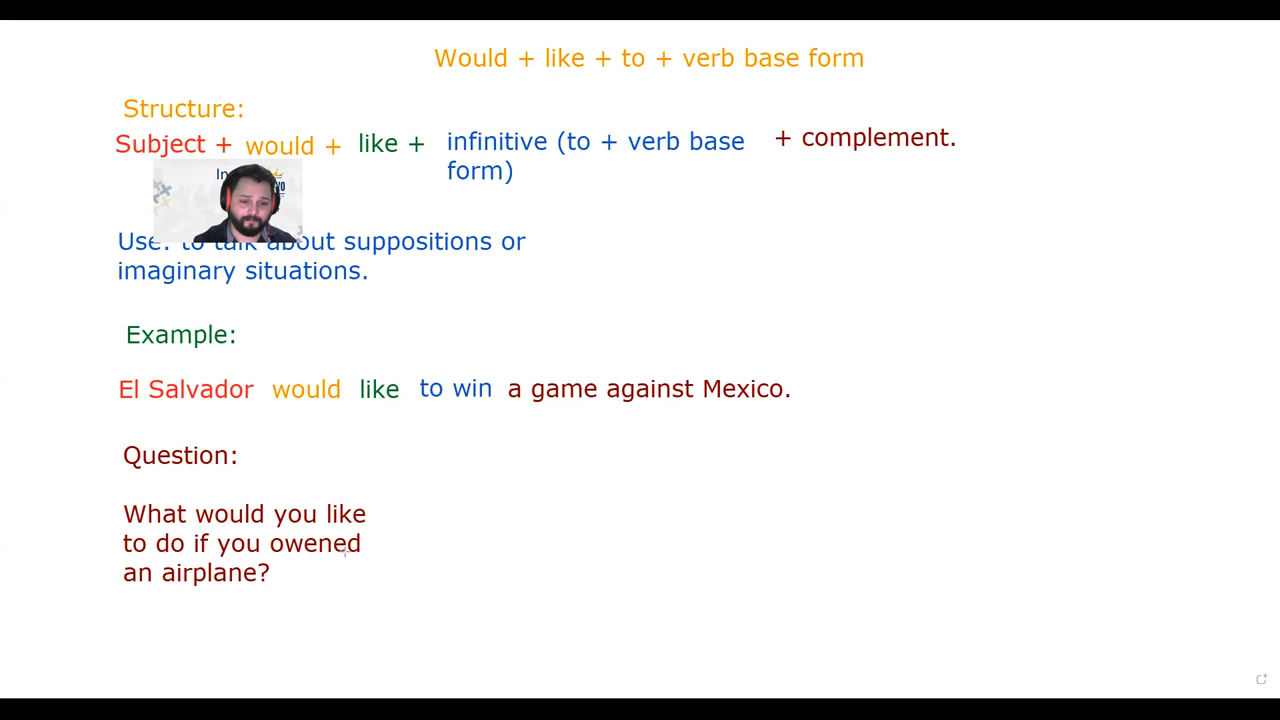 Would + like + to + verb base form
Structure:
Subject + would + like + infinitive (to + verb base form) + complement.
Use: to talk about suppositions or
imaginary situations.
Example:
El Salvador would like to win a game against Mexico.
Question:
What would you like
to do if you owened
an airplane?